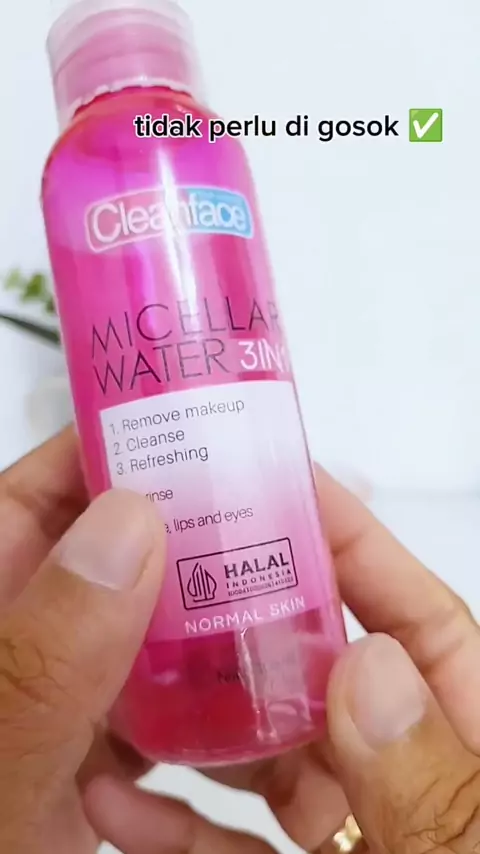 tidak perlu di gosok ✅
Cleanface
MICELLAR
WATER 3IN1
1. Remove makeup
2. Cleanse
3. Refreshing
rinse
lips and eyes
HALAL
INDONESIA
NORMAL SKIN